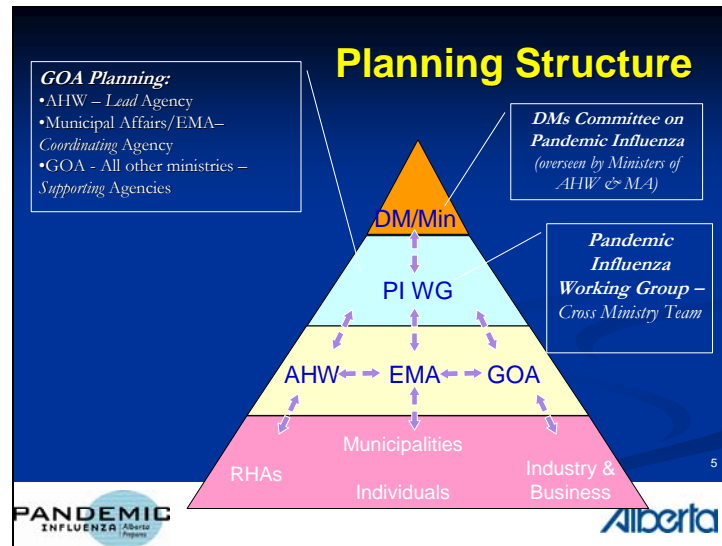 Planning Structure
GOA Planning:
•AHW – Lead Agency
•Municipal Affairs/EMA–
Coordinating Agency
•GOA - All other ministries –
Supporting Agencies
DMs Committee on
Pandemic Influenza
(overseen by Ministers of
AHW & MA)
Pandemic
Influenza
Working Group –
Cross Ministry Team
DM/Min
PI WG
AHW
EMA
GOA
Municipalities
RHAs
Individuals
Industry &
Business
5
PANDEMIC
INFLUENZA
Alberta
Prepares
Alberta